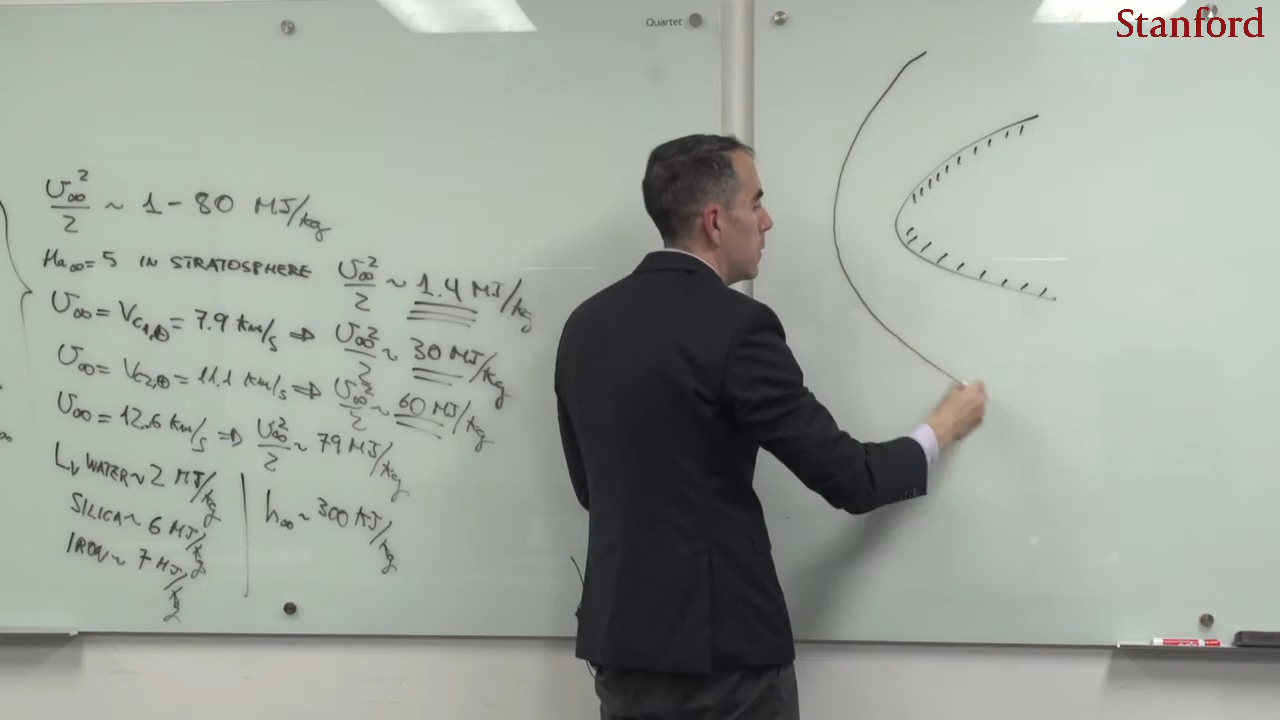 Quartet
Stanford
U∞²/2 ~ 1 - 80 MJ/kg
Ma∞ = 5 IN STRATOSPHERE U∞²/2 ~ 1.4 MJ/kg
U∞ = Vc1,⊕ = 7.9 km/s ⇒ U∞²/2 ~ 30 MJ/kg
U∞ = Vc2,⊕ = 11.1 km/s ⇒ U∞²/2 ~ 60 MJ/kg
U∞ = 12.6 km/s ⇒ U∞²/2 ~ 79 MJ/kg
Lv WATER ~ 2 MJ/kg
SILICA ~ 6 MJ/kg
IRON ~ 7 MJ/kg
h∞ ~ 300 KJ/kg